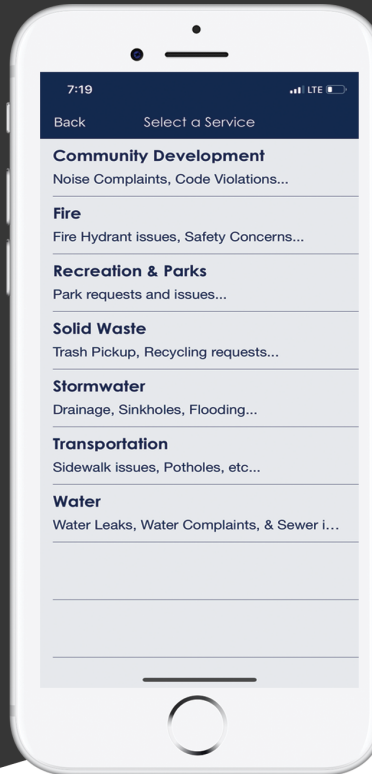 7:19
LTE
Back
Select a Service
Community Development
Noise Complaints, Code Violations...
Fire
Fire Hydrant issues, Safety Concerns...
Recreation & Parks
Park requests and issues...
Solid Waste
Trash Pickup, Recycling requests...
Stormwater
Drainage, Sinkholes, Flooding...
Transportation
Sidewalk issues, Potholes, etc...
Water
Water Leaks, Water Complaints, & Sewer i...